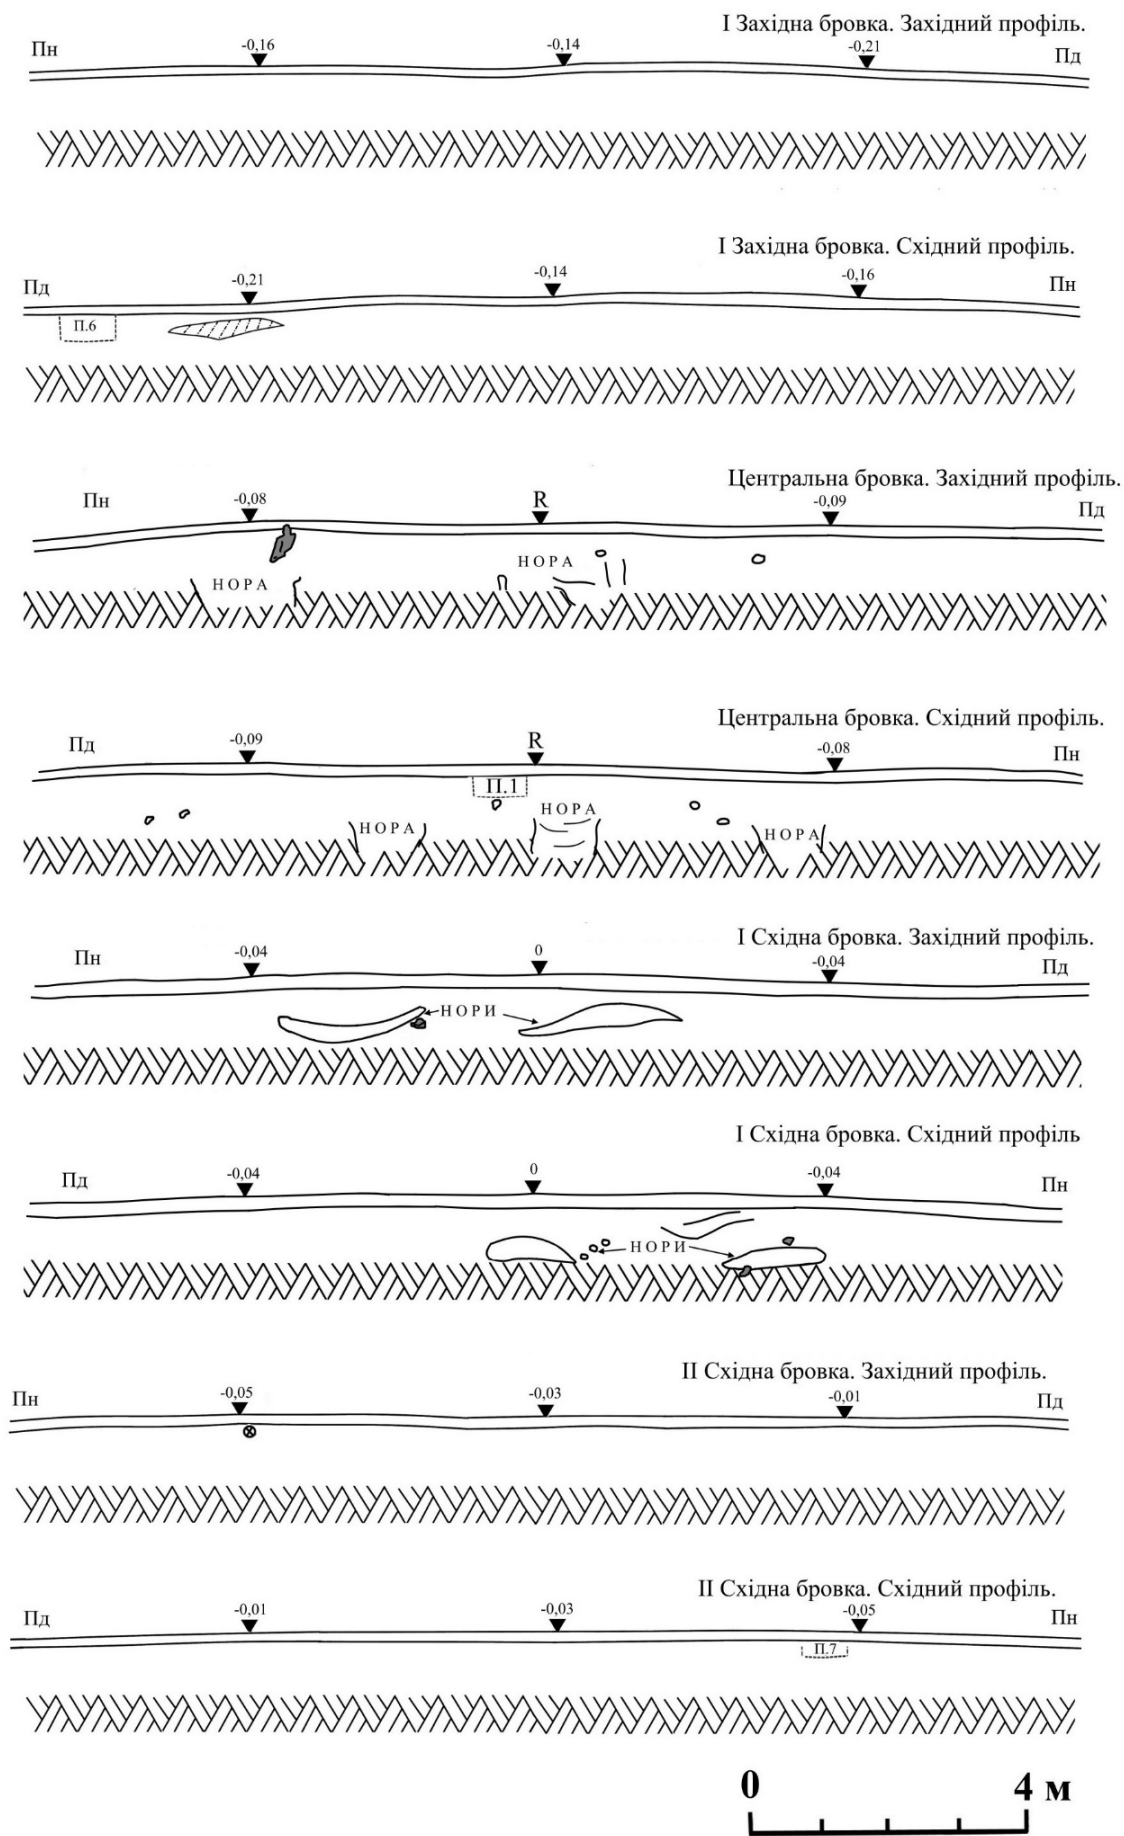 І Західна бровка. Західний профіль.
Пн -0,16 -0,14 -0,21 Пд
І Західна бровка. Східний профіль.
Пд -0,21 -0,14 -0,16 Пн
П.6
Центральна бровка. Західний профіль.
Пн -0,08 R -0,09 Пд
НОРА НОРА
Центральна бровка. Східний профіль.
Пд -0,09 R -0,08 Пн
П.1
НОРА НОРА НОРА
І Східна бровка. Західний профіль.
Пн -0,04 0 -0,04 Пд
НОРИ
І Східна бровка. Східний профіль
Пд -0,04 0 -0,04 Пн
НОРИ
ІІ Східна бровка. Західний профіль.
Пн -0,05 -0,03 -0,01 Пд
ІІ Східна бровка. Східний профіль.
Пд -0,01 -0,03 -0,05 Пн
П.7
0 4 м